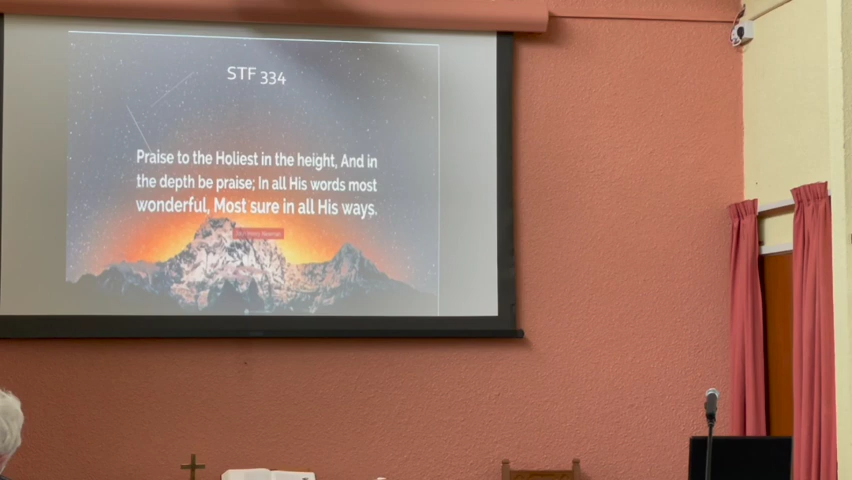 STF 334
Praise to the Holiest in the height, And in
the depth be praise; In all His words most
wonderful, Most sure in all His ways.